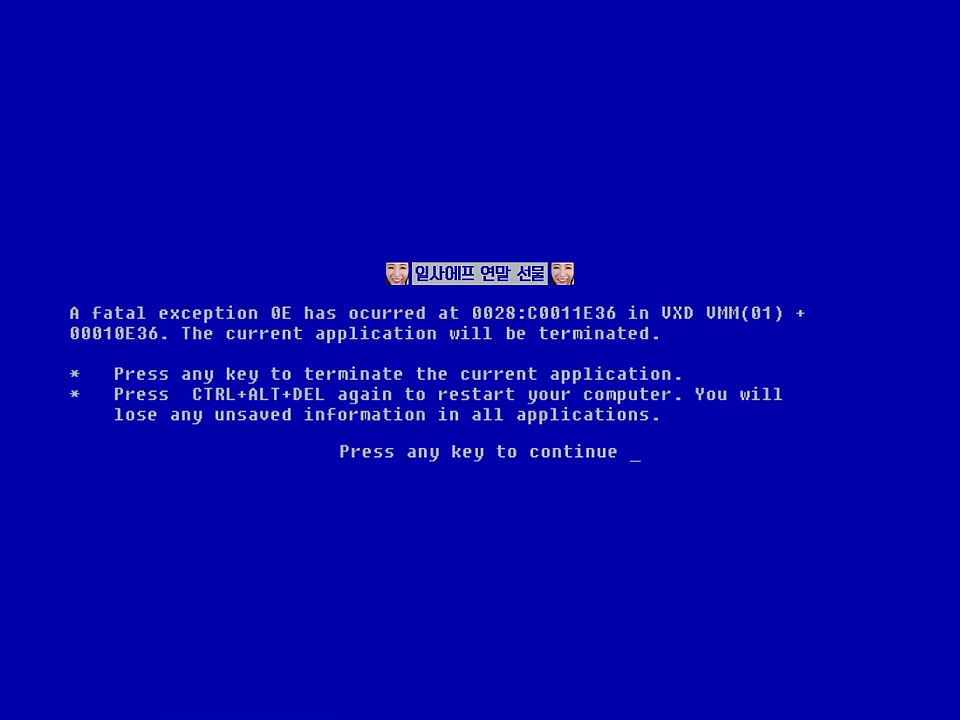 일사에프 연말 선물
A fatal exception 0E has ocurred at 0028:C0011E36 in VXD VMM(01) +
00010E36. The current application will be terminated.
* Press any key to terminate the current application.
* Press CTRL+ALT+DEL again to restart your computer. You will
lose any unsaved information in all applications.
Press any key to continue _